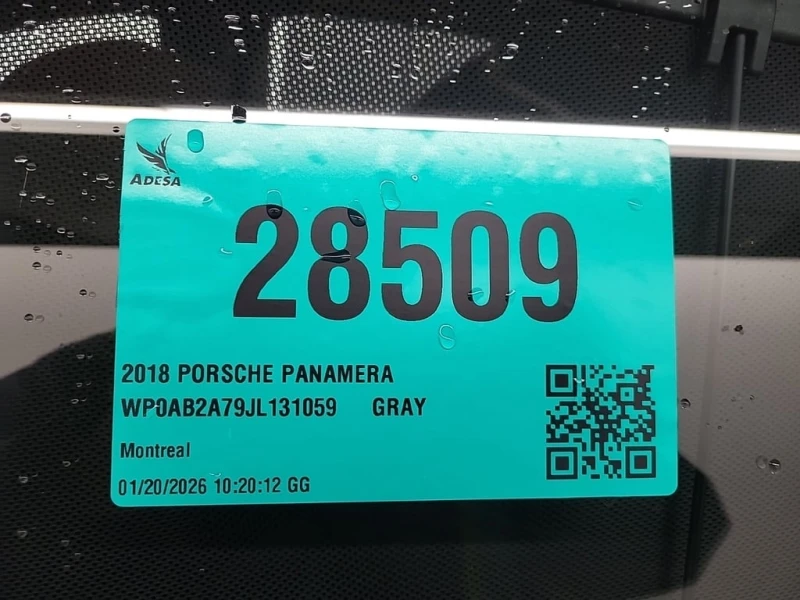 ADESA
28509
2018 PORSCHE PANAMERA
WP0AB2A79JL131059 GRAY
Montreal
01/20/2026 10:20:12 GG